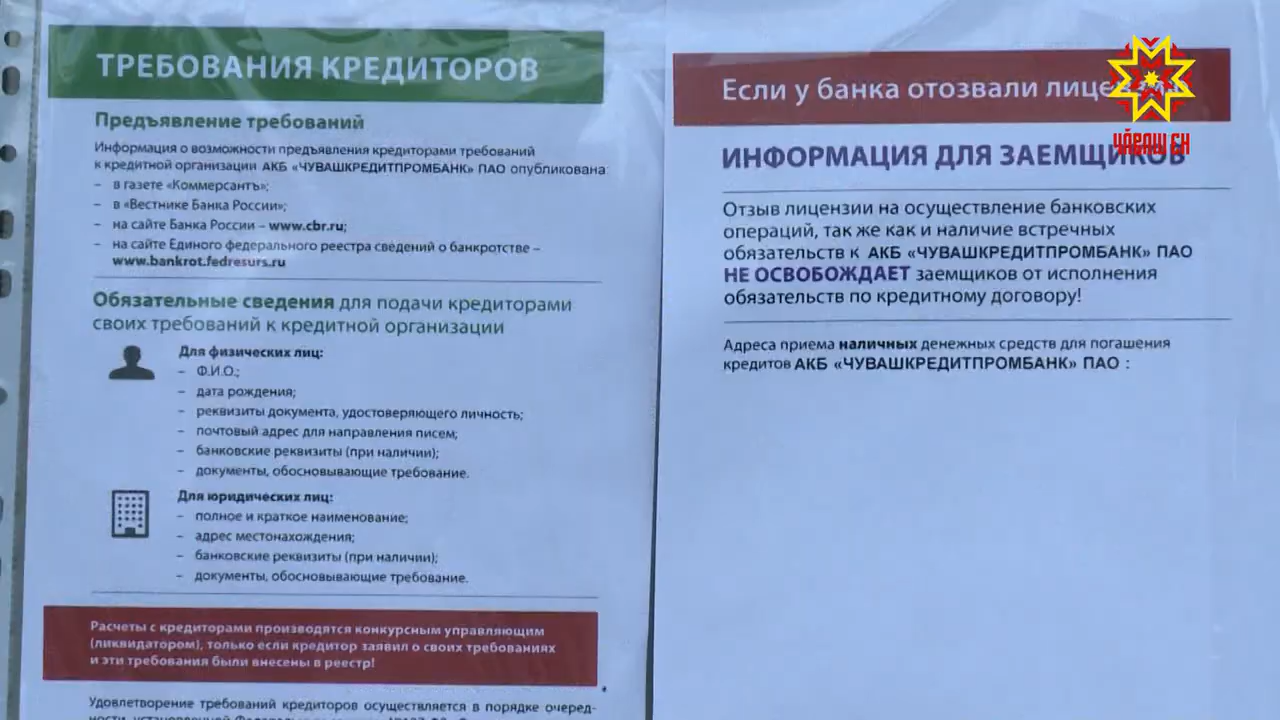 ТРЕБОВАНИЯ КРЕДИТОРОВ
Предъявление требований
Информация о возможности предъявления кредиторами требований
к кредитной организации АКБ «ЧУВАШКРЕДИТПРОМБАНК» ПАО опубликована
– в газете «Коммерсантъ»;
– в «Вестнике Банка России»;
– на сайте Банка России – www.cbr.ru;
– на сайте Единого федерального реестра сведений о банкротстве –
www.bankrot.fedresurs.ru
Обязательные сведения для подачи кредиторами
своих требований к кредитной организации
Для физических лиц:
– Ф.И.О.;
– дата рождения;
– реквизиты документа, удостоверяющего личность;
– почтовый адрес для направления писем;
– банковские реквизиты (при наличии);
– документы, обосновывающие требование.
Для юридических лиц:
– полное и краткое наименование;
– адрес местонахождения;
– банковские реквизиты (при наличии);
– документы, обосновывающие требование.
Расчеты с кредиторами производятся конкурсным управляющим
(ликвидатором), только если кредитор заявил о своих требованиях
и эти требования были внесены в реестр!
Удовлетворение требований кредиторов осуществляется в порядке очеред-
Если у банка отозвали
ИНФОРМАЦИЯ ДЛЯ ЗАЕМЩИКОВ
Отзыв лицензии на осуществление банковских
операций, так же как и наличие встречных
обязательств к АКБ «ЧУВАШКРЕДИТПРОМБАНК» ПАО
НЕ ОСВОБОЖДАЕТ заемщиков от исполнения
обязательств по кредитному договору!
Адреса приема наличных денежных средств для погашения
кредитов АКБ «ЧУВАШКРЕДИТПРОМБАНК» ПАО :
ЧĂВАШ ЕН